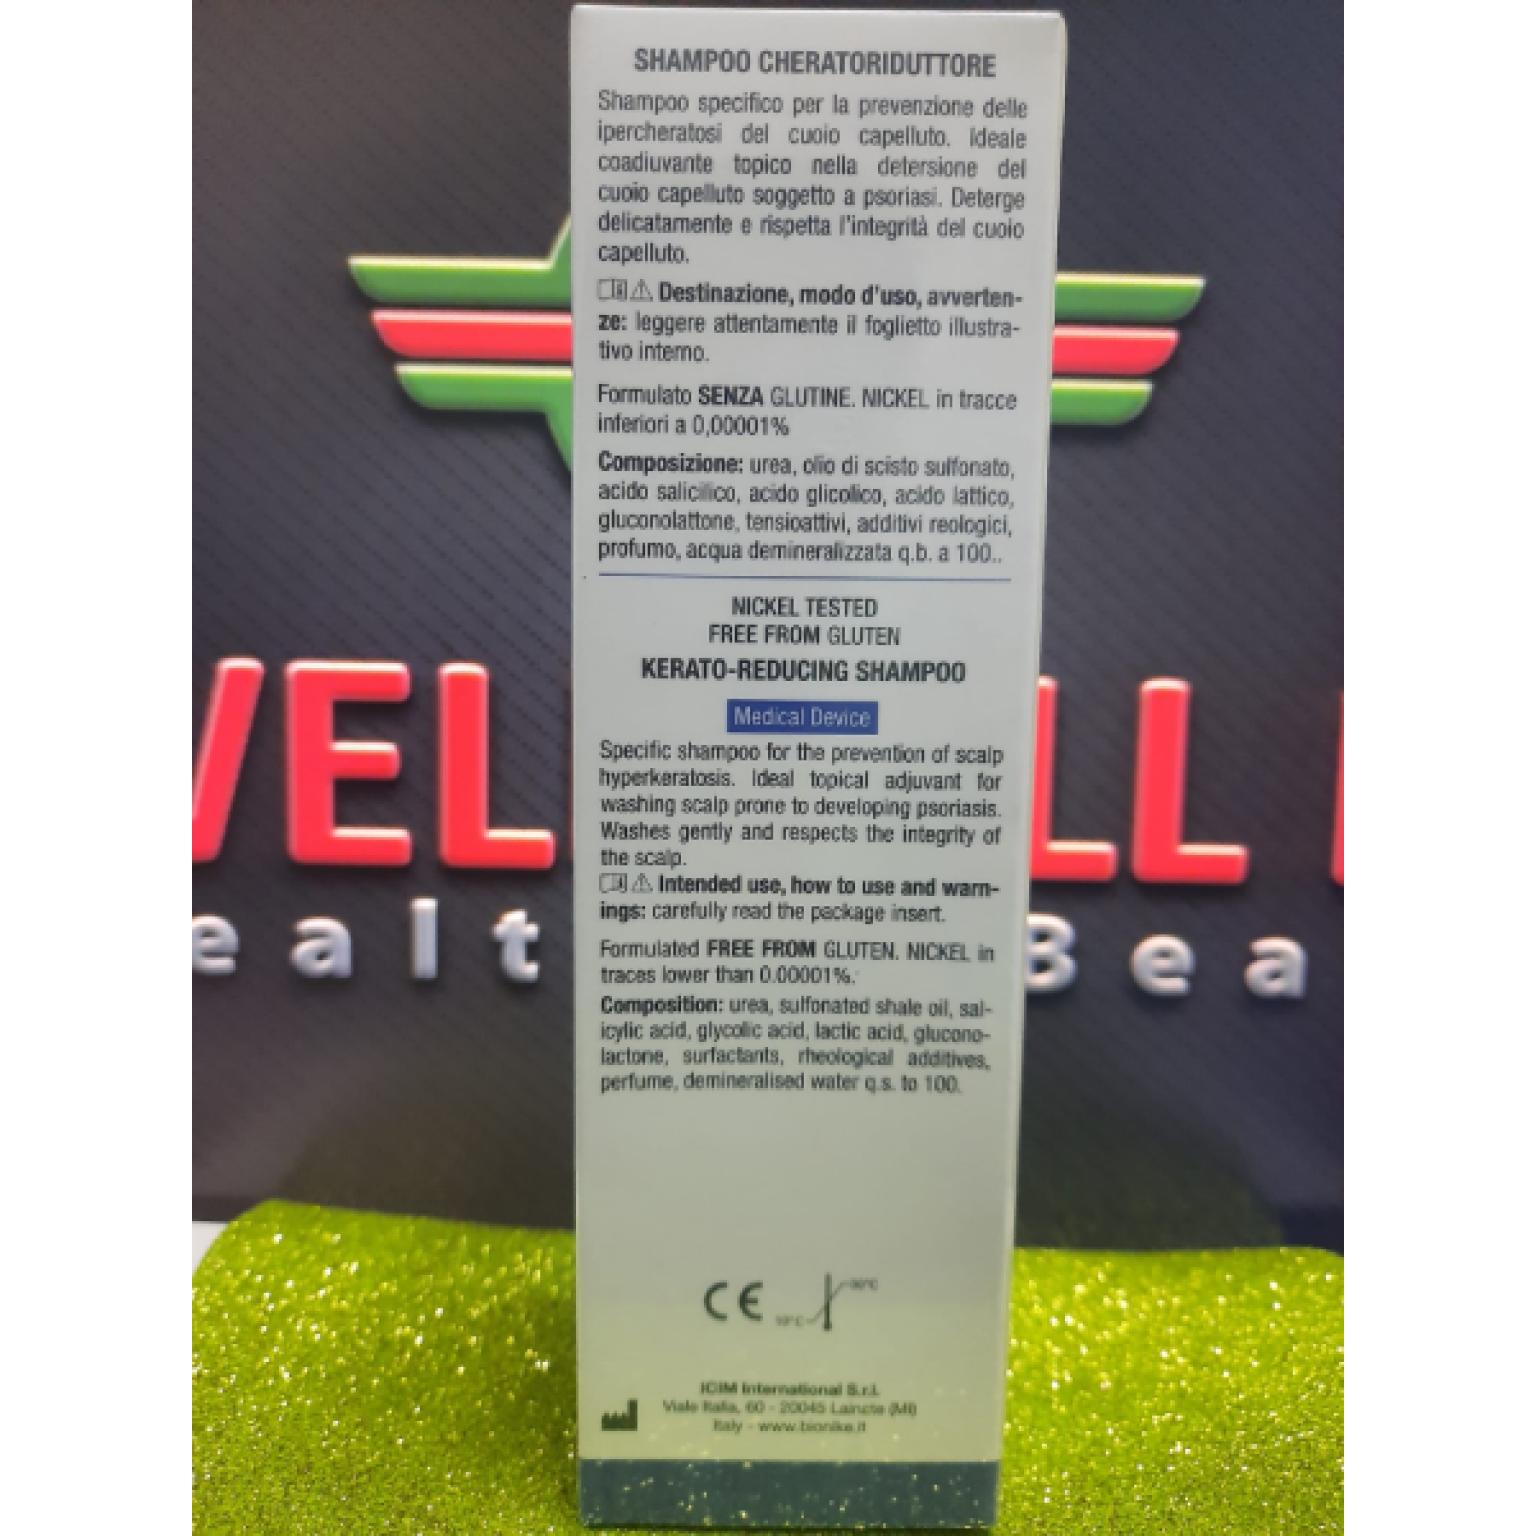 SHAMPOO CHERATORIDUTTORE
Shampoo specifico per la prevenzione delle
ipercheratosi del cuoio capelluto. Ideale
coadiuvante topico nella detersione del
cuoio capelluto soggetto a psoriasi. Deterge
delicatamente e rispetta l'integrità del cuoio
capelluto.
Destinazione, modo d'uso, avverten-
ze: leggere attentamente il foglietto illustra-
tivo interno.
Formulato SENZA GLUTINE. NICKEL in tracce
inferiori a 0,00001%
Composizione: urea, olio di scisto sulfonato,
acido salicilico, acido glicolico, acido lattico,
gluconolattone, tensioattivi, additivi reologici,
profumo, acqua demineralizzata q.b. a 100..
NICKEL TESTED
FREE FROM GLUTEN
KERATO-REDUCING SHAMPOO
Medical Device
Specific shampoo for the prevention of scalp
hyperkeratosis. Ideal topical adjuvant for
washing scalp prone to developing psoriasis.
Washes gently and respects the integrity of
the scalp.
Intended use, how to use and warn-
ings: carefully read the package insert.
Formulated FREE FROM GLUTEN. NICKEL in
traces lower than 0.00001%.
Composition: urea, sulfonated shale oil, sal-
icylic acid, glycolic acid, lactic acid, glucono-
lactone, surfactants, rheological additives,
perfume, demineralised water q.s. to 100.
CE
10°C
ICIM International S.r.l.
Viale Italia, 60 - 20045 Lainate (MI)
Italy - www.bionike.it
VEL LL
ealt Bea